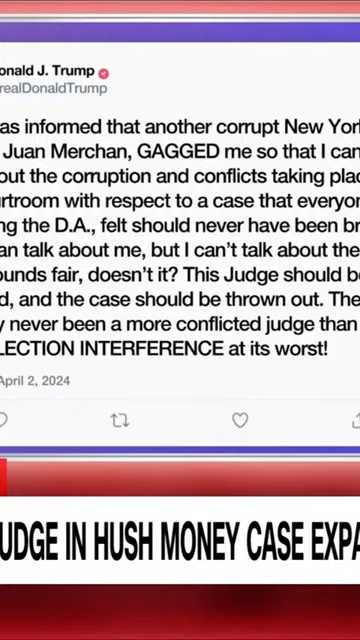 onald J. Trump
realDonaldTrump
as informed that another corrupt New York
Juan Merchan, GAGGED me so that I can
out the corruption and conflicts taking plac
urtroom with respect to a case that everyon
ng the D.A., felt should never have been br
an talk about me, but I can't talk about the
ounds fair, doesn't it? This Judge should be
d, and the case should be thrown out. The
y never been a more conflicted judge than
LECTION INTERFERENCE at its worst!
April 2, 2024
UDGE IN HUSH MONEY CASE EXPA